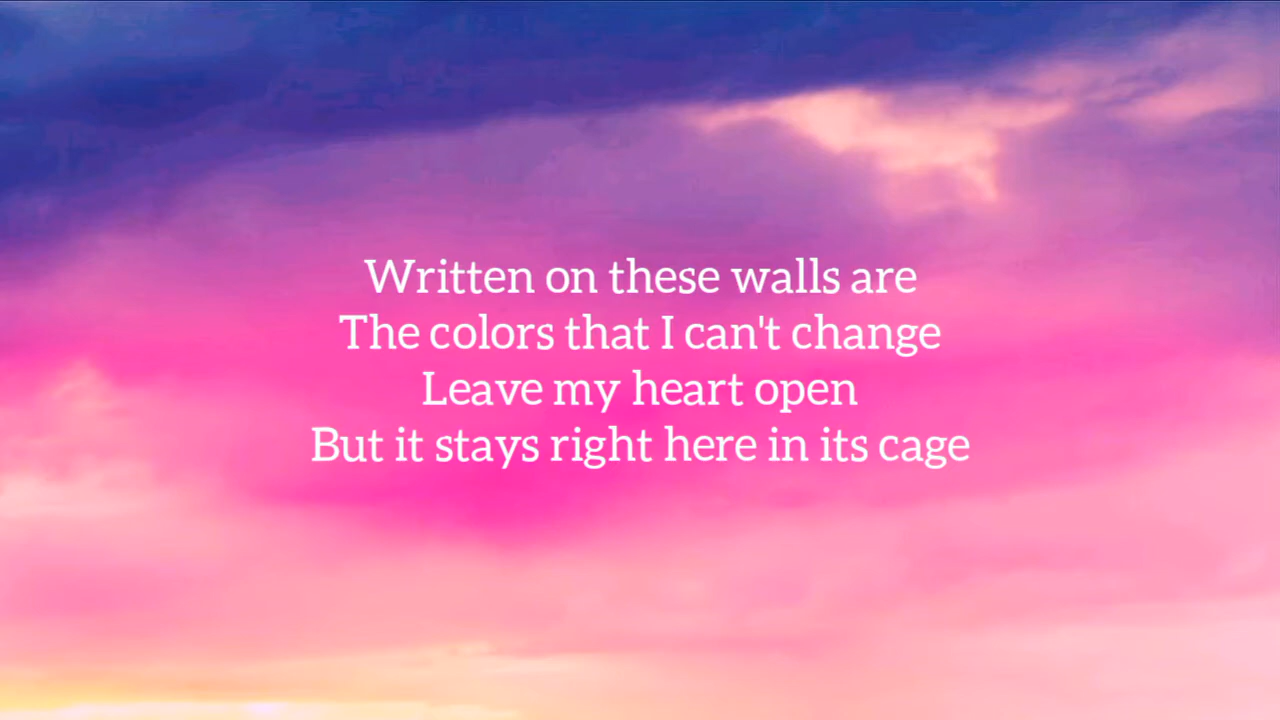 Written on these walls are
The colors that I can't change
Leave my heart open
But it stays right here in its cage